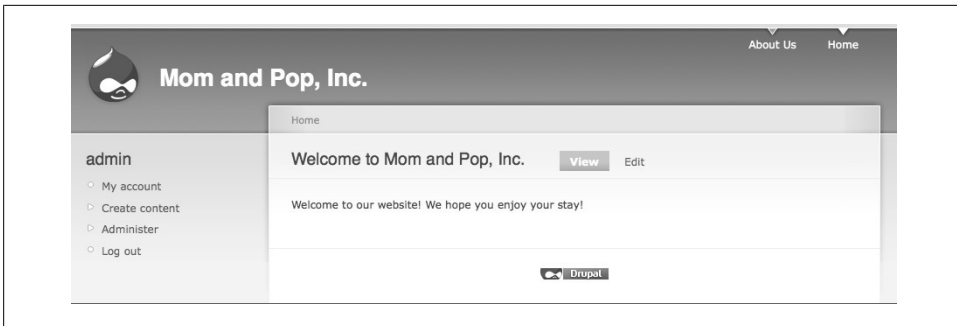 About Us Home
Mom and Pop, Inc.
Home
admin
My account
Create content
Administer
Log out
Welcome to Mom and Pop, Inc. View Edit
Welcome to our website! We hope you enjoy your stay!
Drupal